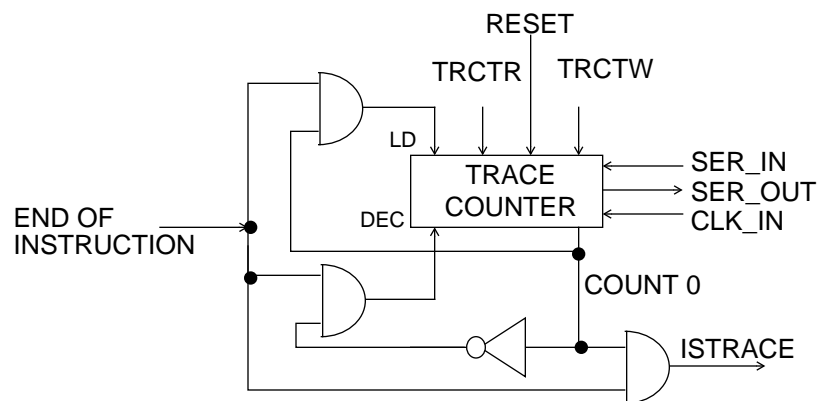 RESET
TRCTR
TRCTW
LD
TRACE
COUNTER
SER_IN
SER_OUT
CLK_IN
END OF
INSTRUCTION
DEC
COUNT 0
ISTRACE